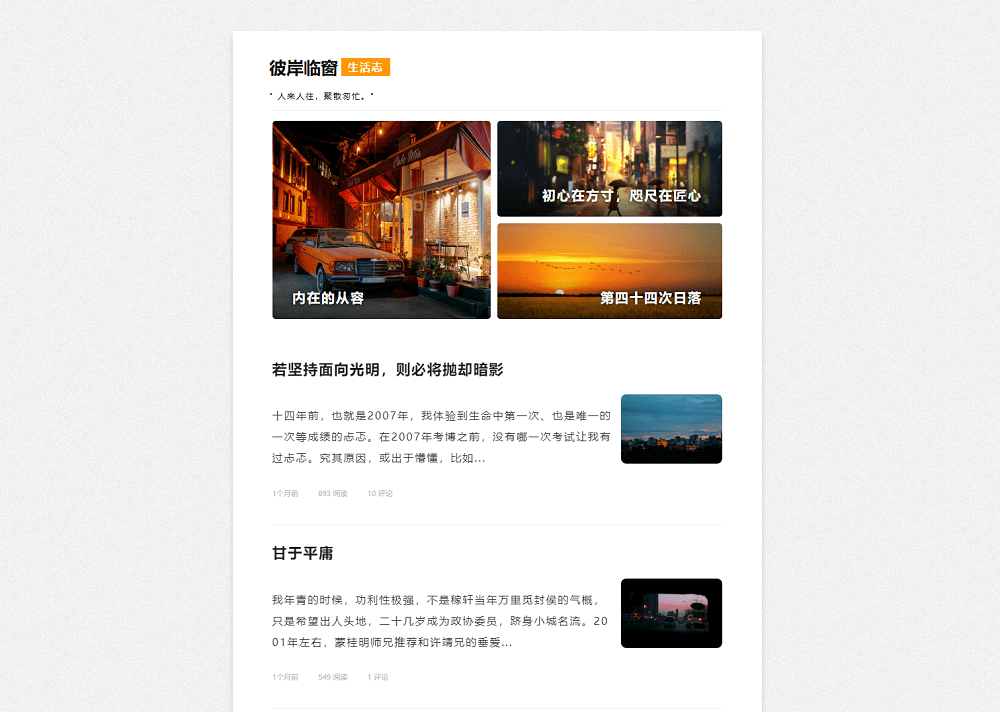 彼岸临窗 生活志
" 人来人往，聚散匆忙。"
Cafe Mia
初心在方寸，咫尺在匠心
内在的从容
第四十四次日落
若坚持面向光明，则必将抛却暗影
十四年前，也就是2007年，我体验到生命中第一次、也是唯一的
一次等成绩的忐忑。在2007年考博之前，没有哪一次考试让我有
过忐忑。究其原因，或出于懵懂，比如...
1个月前 893 阅读 10 评论
甘于平庸
我年青的时候，功利性极强，不是稼轩当年万里觅封侯的气概，
只是希望出人头地，二十几岁成为政协委员，跻身小城名流。20
01年左右，蒙桂明师兄推荐和许靖兄的垂爱...
1个月前 549 阅读 1 评论